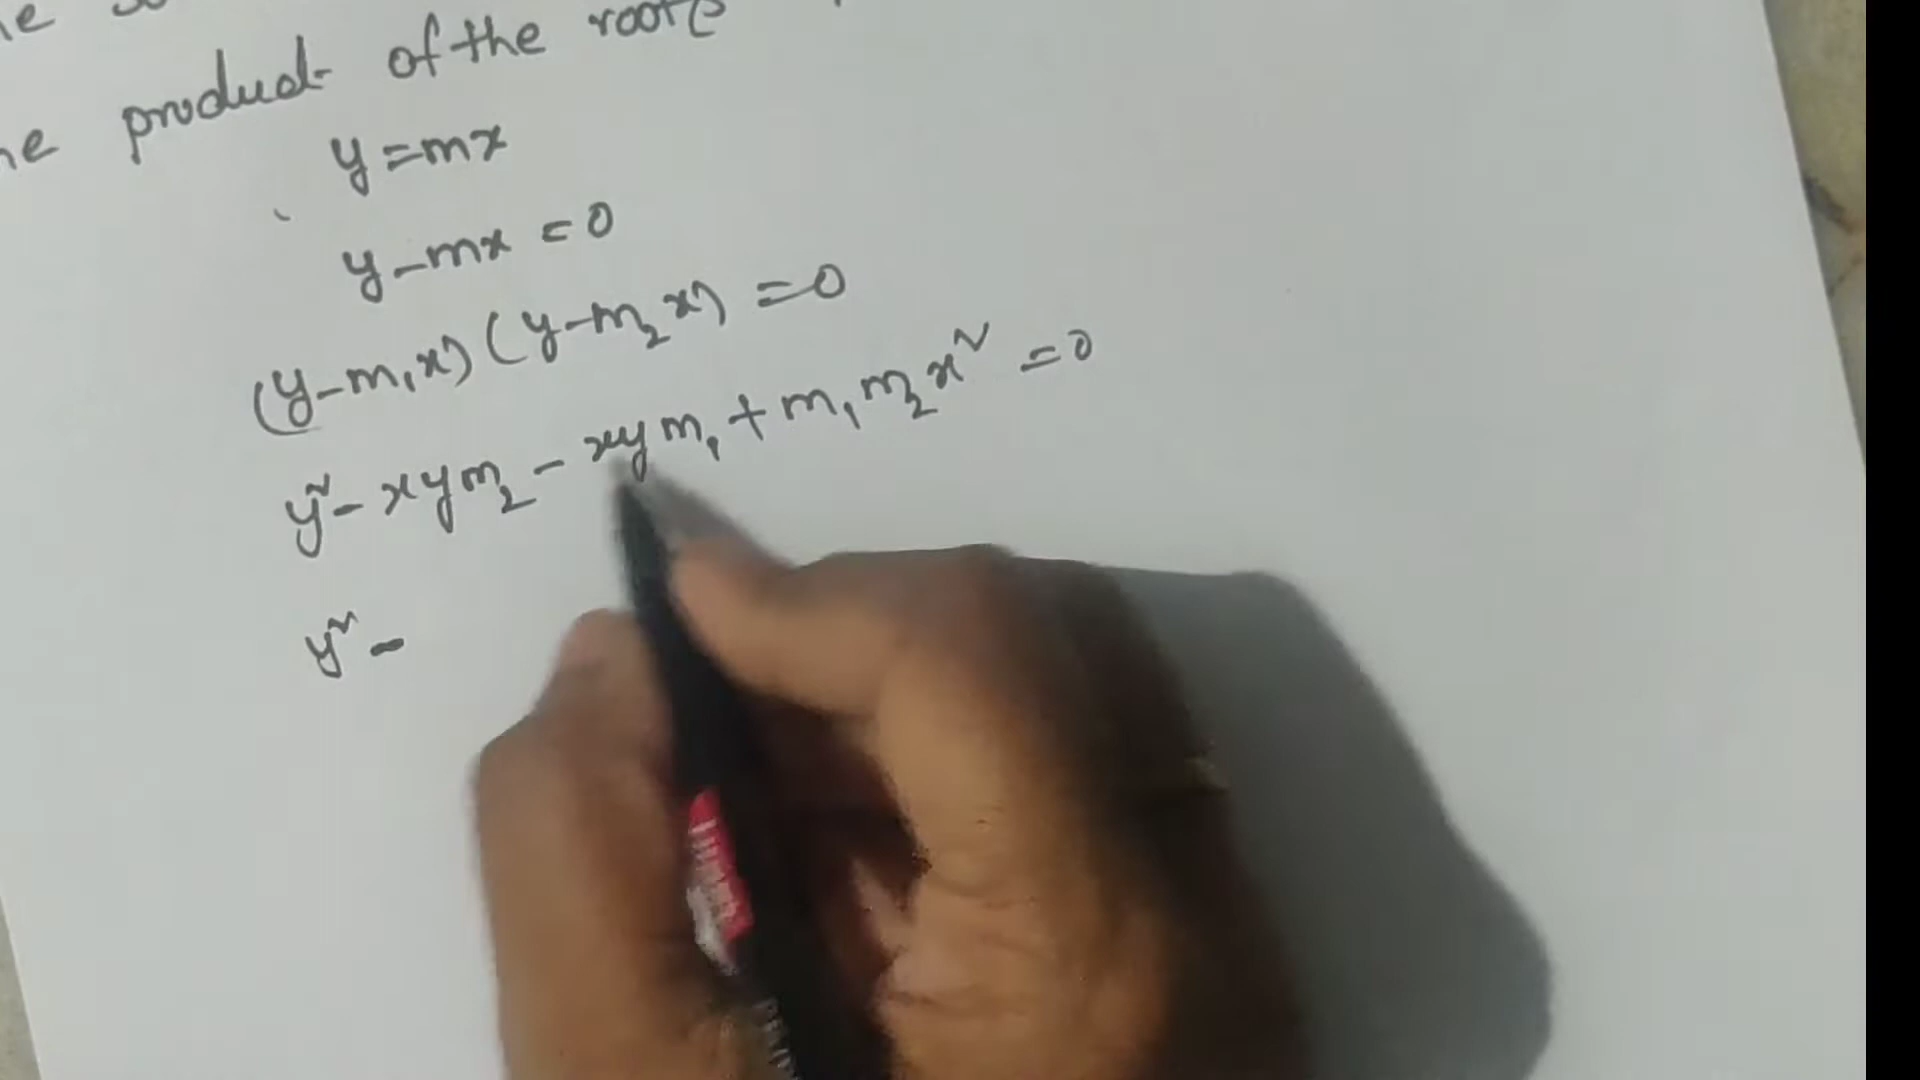 product of the roots
y = mx
y - mx = 0
(y - m₁x) (y - m₂x) = 0
y² - xym₂ - xym₁ + m₁m₂x² = 0
y² -